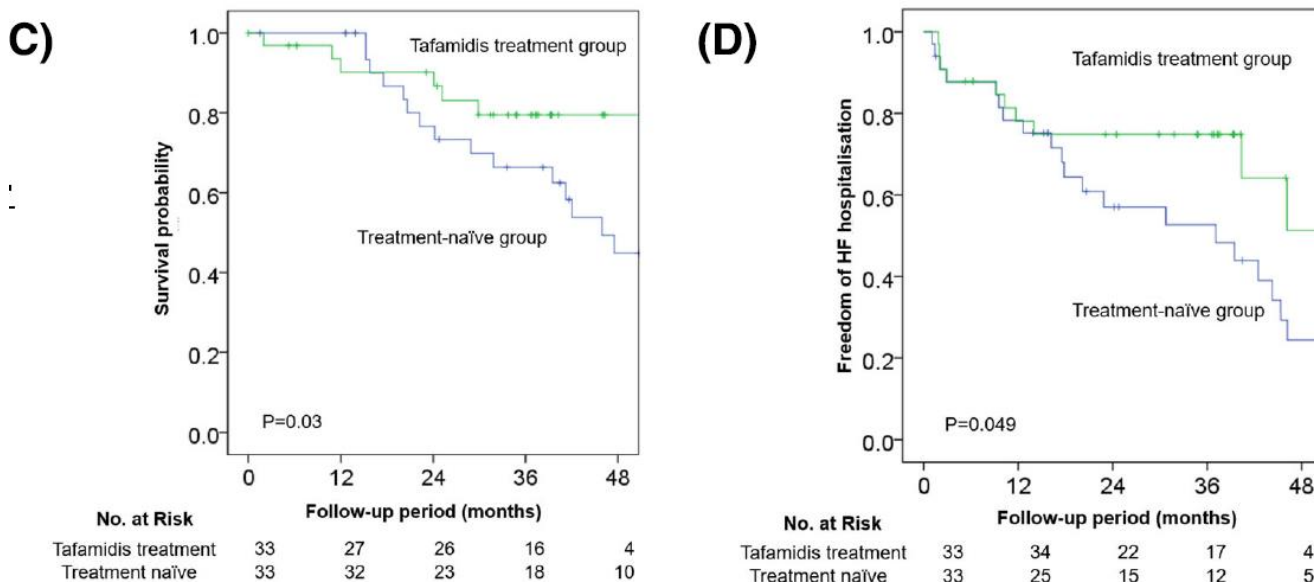 C)
1.0
0.8
0.6
0.4
0.2
0.0
Survival probability
Tafamidis treatment group
Treatment-naïve group
P=0.03
0 12 24 36 48
Follow-up period (months)
No. at Risk
Tafamidis treatment 33 27 26 16 4
Treatment naïve 33 32 23 18 10
(D)
1.0
0.8
0.6
0.4
0.2
0.0
Freedom of HF hospitalisation
Tafamidis treatment group
Treatment-naïve group
P=0.049
0 12 24 36 48
Follow-up period (months)
No. at Risk
Tafamidis treatment 33 34 22 17 4
Treatment naïve 33 25 15 12 5